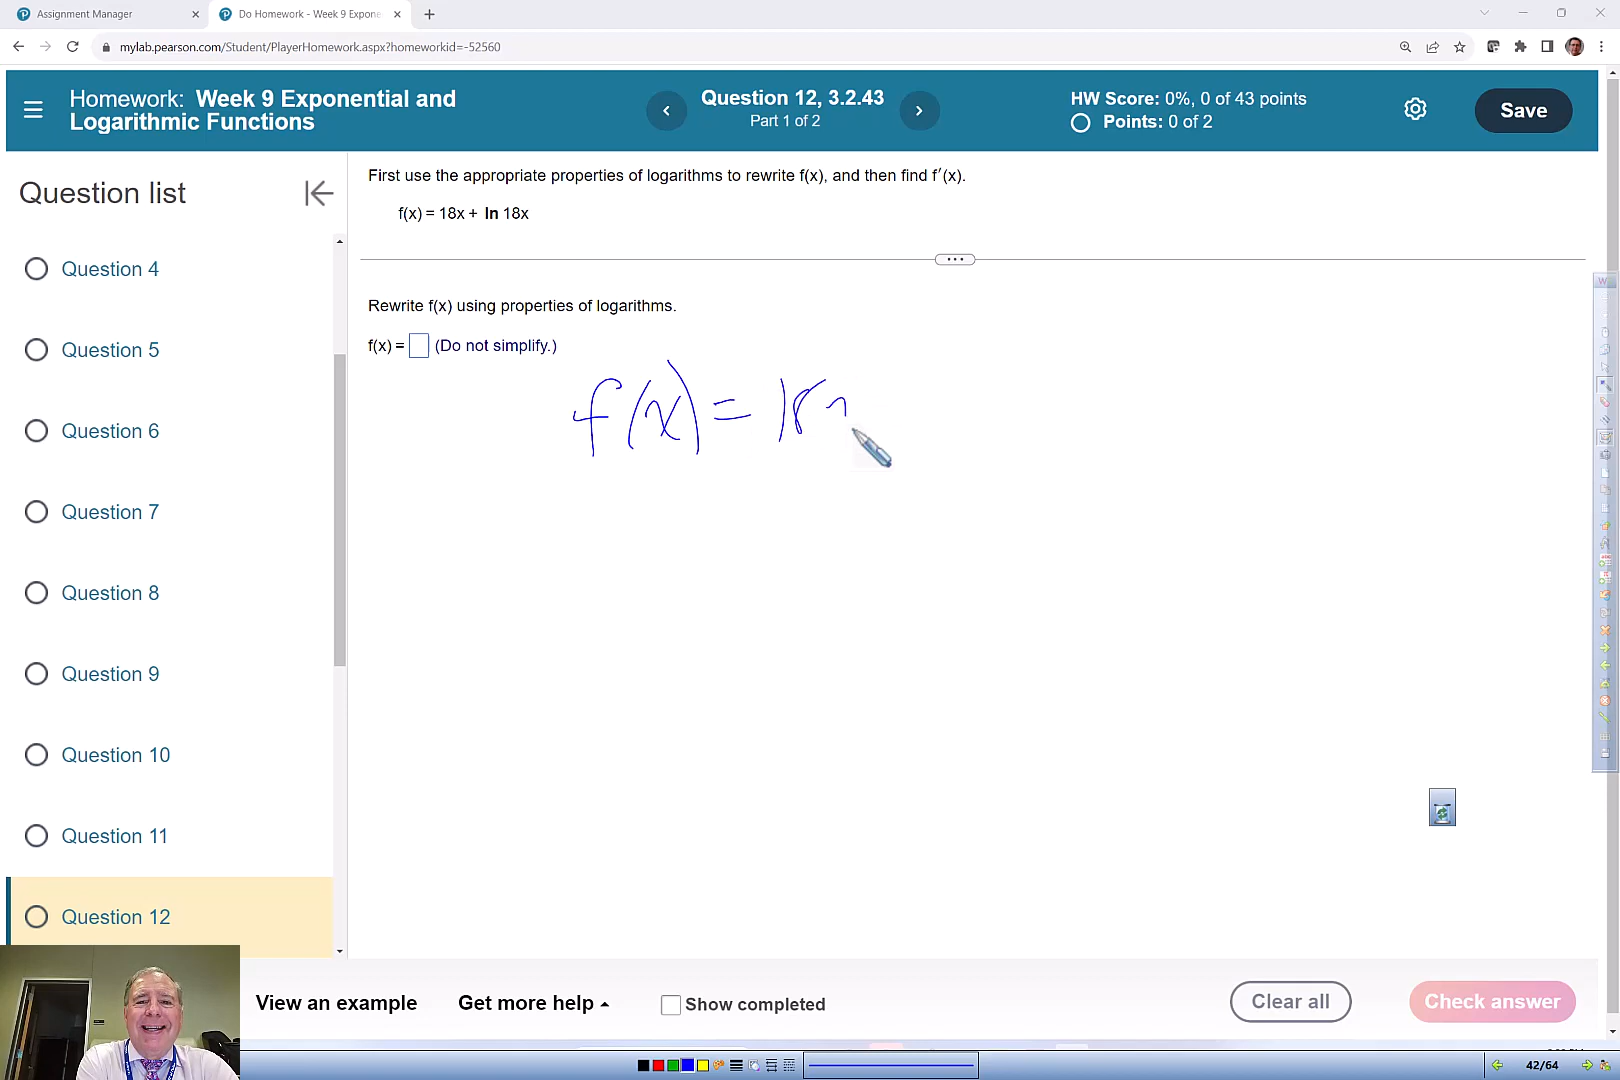 Assignment Manager
Do Homework - Week 9 Expone
mylab.pearson.com/Student/PlayerHomework.aspx?homeworkid=-52560
Homework: Week 9 Exponential and
Logarithmic Functions
Question 12, 3.2.43
Part 1 of 2
HW Score: 0%, 0 of 43 points
Points: 0 of 2
Save
Question list
Question 4
Question 5
Question 6
Question 7
Question 8
Question 9
Question 10
Question 11
Question 12
First use the appropriate properties of logarithms to rewrite f(x), and then find f′(x).
f(x) = 18x + ln 18x
Rewrite f(x) using properties of logarithms.
f(x) = (Do not simplify.)
f(x) = 18
View an example
Get more help
Show completed
Clear all
Check answer
42/64